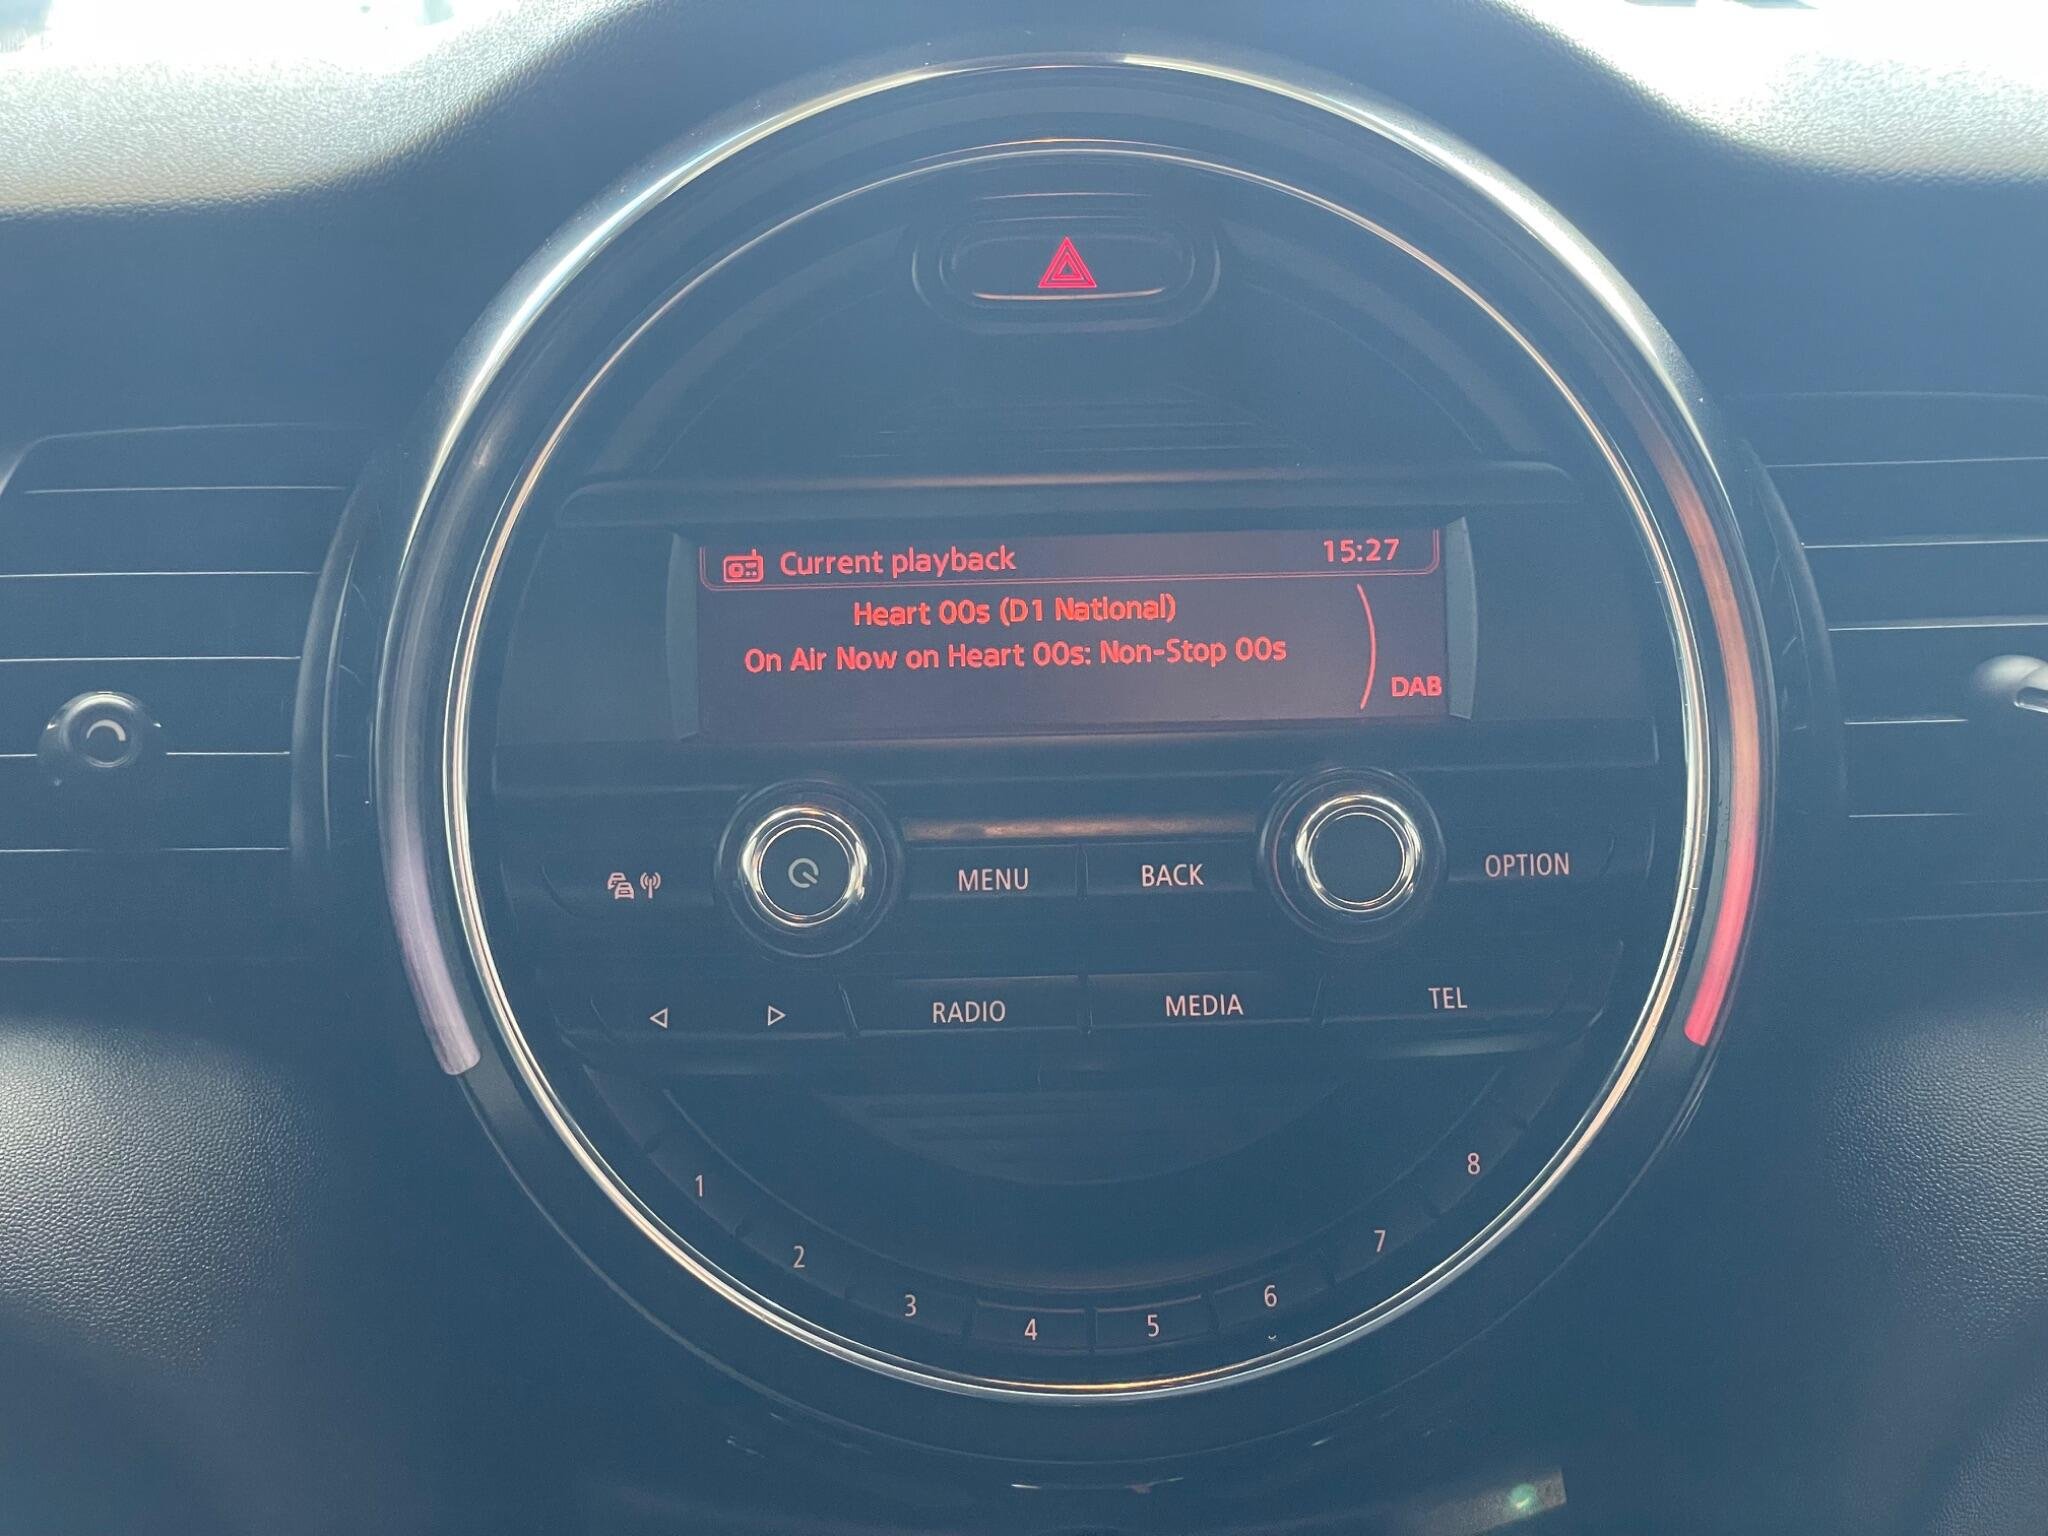 Current playback 15:27
Heart 00s (D1 National)
On Air Now on Heart 00s: Non-Stop 00s
DAB
MENU BACK OPTION
RADIO MEDIA TEL
1 2 3 4 5 6 7 8